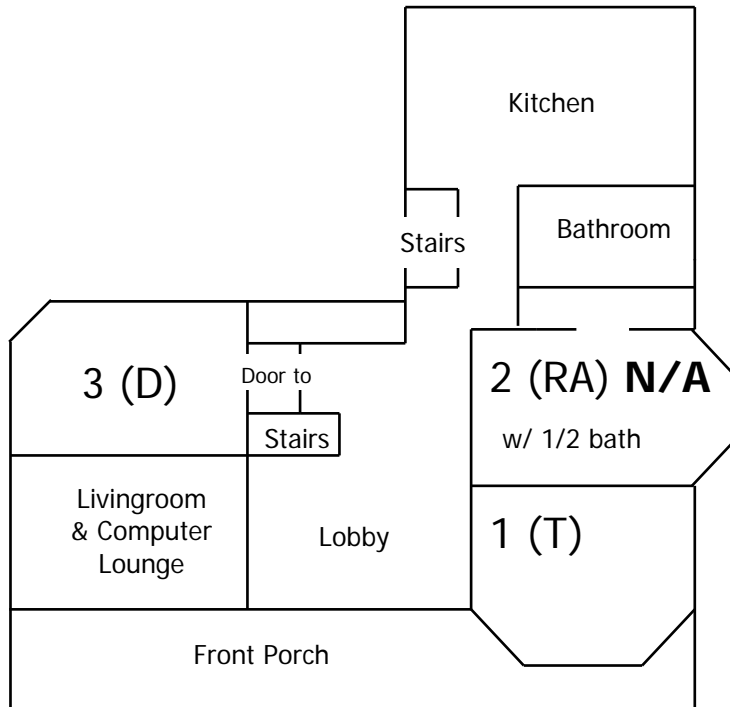 Kitchen
Bathroom
Stairs
3 (D)
Door to
Stairs
2 (RA) N/A
w/ 1/2 bath
Livingroom
& Computer
Lounge
Lobby
1 (T)
Front Porch